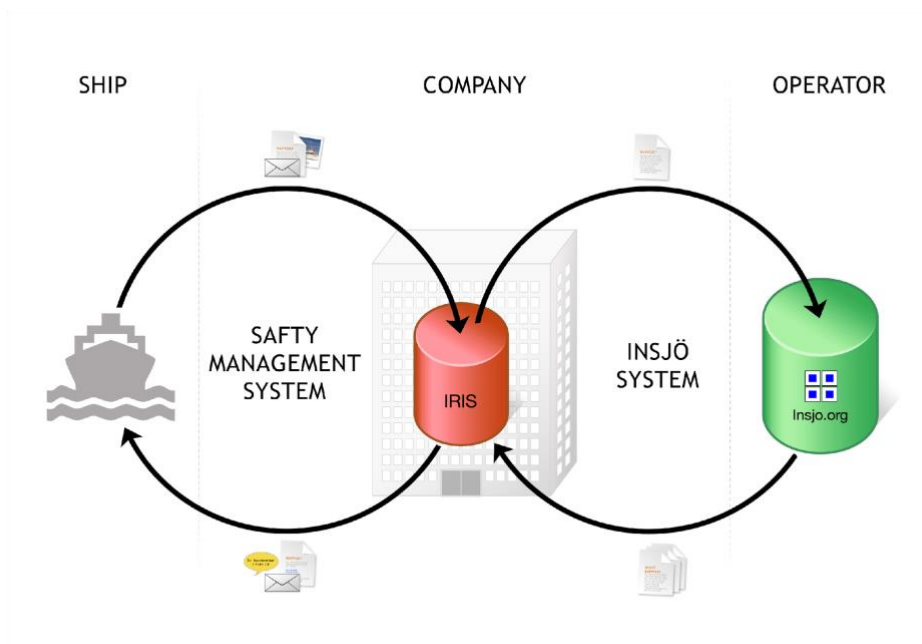 SHIP
COMPANY
OPERATOR
SAFTY
MANAGEMENT
SYSTEM
IRIS
INSJÖ
SYSTEM
Insjo.org